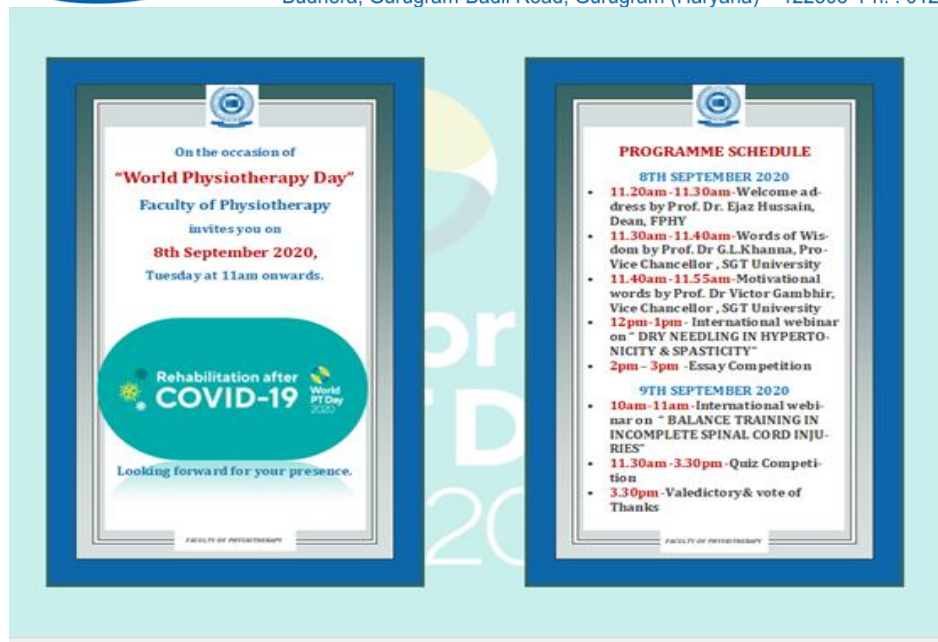 Budhera, Gurugram-Badli Road, Gurugram (Haryana) – 122505 Ph. : 012
On the occasion of
“World Physiotherapy Day”
Faculty of Physiotherapy
invites you on
8th September 2020,
Tuesday at 11am onwards.
Rehabilitation after
COVID-19
World
PT Day
2020
Looking forward for your presence.
FACULTY OF PHYSIOTHERAPY
PROGRAMME SCHEDULE
8TH SEPTEMBER 2020
• 11.20am-11.30am-Welcome ad-
dress by Prof. Dr. Ejaz Hussain,
Dean, FPHY
• 11.30am-11.40am-Words of Wis-
dom by Prof. Dr G.L.Khanna, Pro-
Vice Chancellor , SGT University
• 11.40am-11.55am-Motivational
words by Prof. Dr Victor Gambhir,
Vice Chancellor , SGT University
• 12pm-1pm- International webinar
on “ DRY NEEDLING IN HYPERTO-
NICITY & SPASTICITY”
• 2pm – 3pm -Essay Competition
9TH SEPTEMBER 2020
• 10am-11am-International webi-
nar on “ BALANCE TRAINING IN
INCOMPLETE SPINAL CORD INJU-
RIES”
• 11.30am-3.30pm-Quiz Competi-
tion
• 3.30pm-Valedictory& vote of
Thanks
FACULTY OF PHYSIOTHERAPY